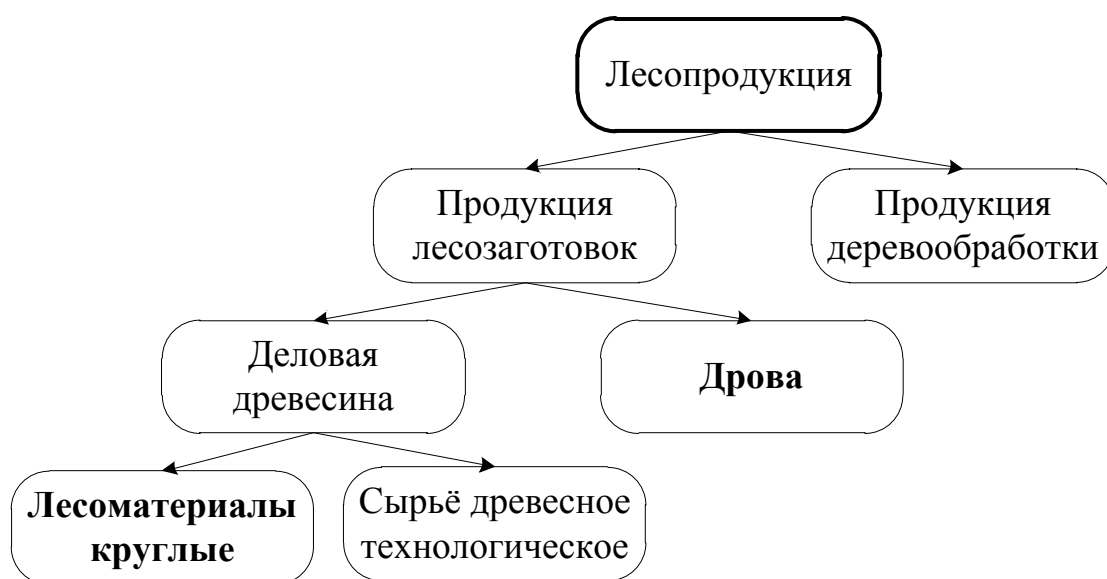 Лесопродукция
Продукция
лесозаготовок
Продукция
деревообработки
Деловая
древесина
Дрова
Лесоматериалы
круглые
Сырьё древесное
технологическое